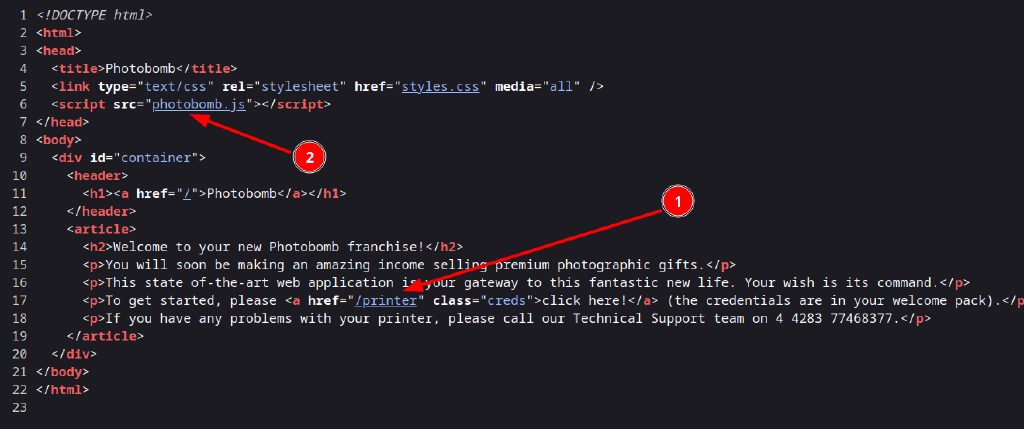 1 <!DOCTYPE html>
2 <html>
3 <head>
4   <title>Photobomb</title>
5   <link type="text/css" rel="stylesheet" href="styles.css" media="all" />
6   <script src="photobomb.js"></script>
7 </head>
8 <body>
9   <div id="container">
2
10     <header>
11       <h1><a href="/">Photobomb</a></h1>
1
12     </header>
13     <article>
14       <h2>Welcome to your new Photobomb franchise!</h2>
15       <p>You will soon be making an amazing income selling premium photographic gifts.</p>
16       <p>This state of-the-art web application is your gateway to this fantastic new life. Your wish is its command.</p>
17       <p>To get started, please <a href="/printer" class="creds">click here!</a> (the credentials are in your welcome pack).</p
18       <p>If you have any problems with your printer, please call our Technical Support team on 4 4283 77468377.</p>
19     </article>
20   </div>
21 </body>
22 </html>
23